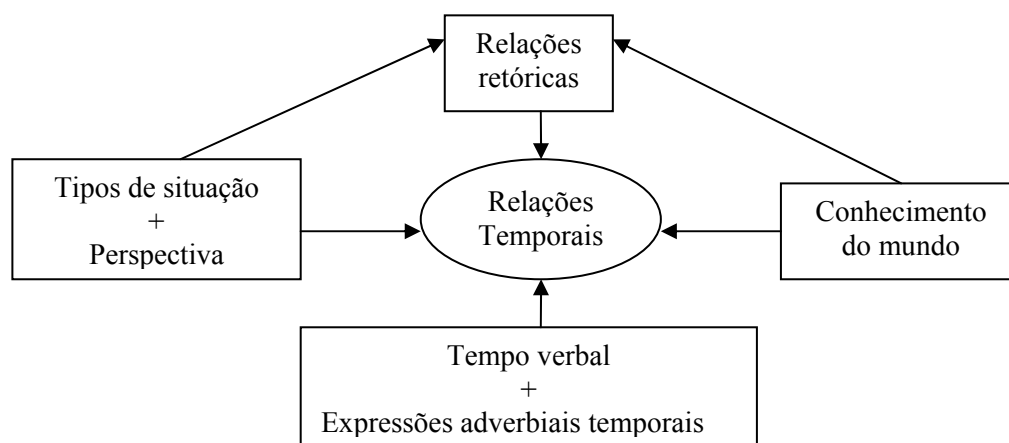 Relações
retóricas
Tipos de situação
+
Perspectiva
Relações
Temporais
Conhecimento
do mundo
Tempo verbal
+
Expressões adverbiais temporais